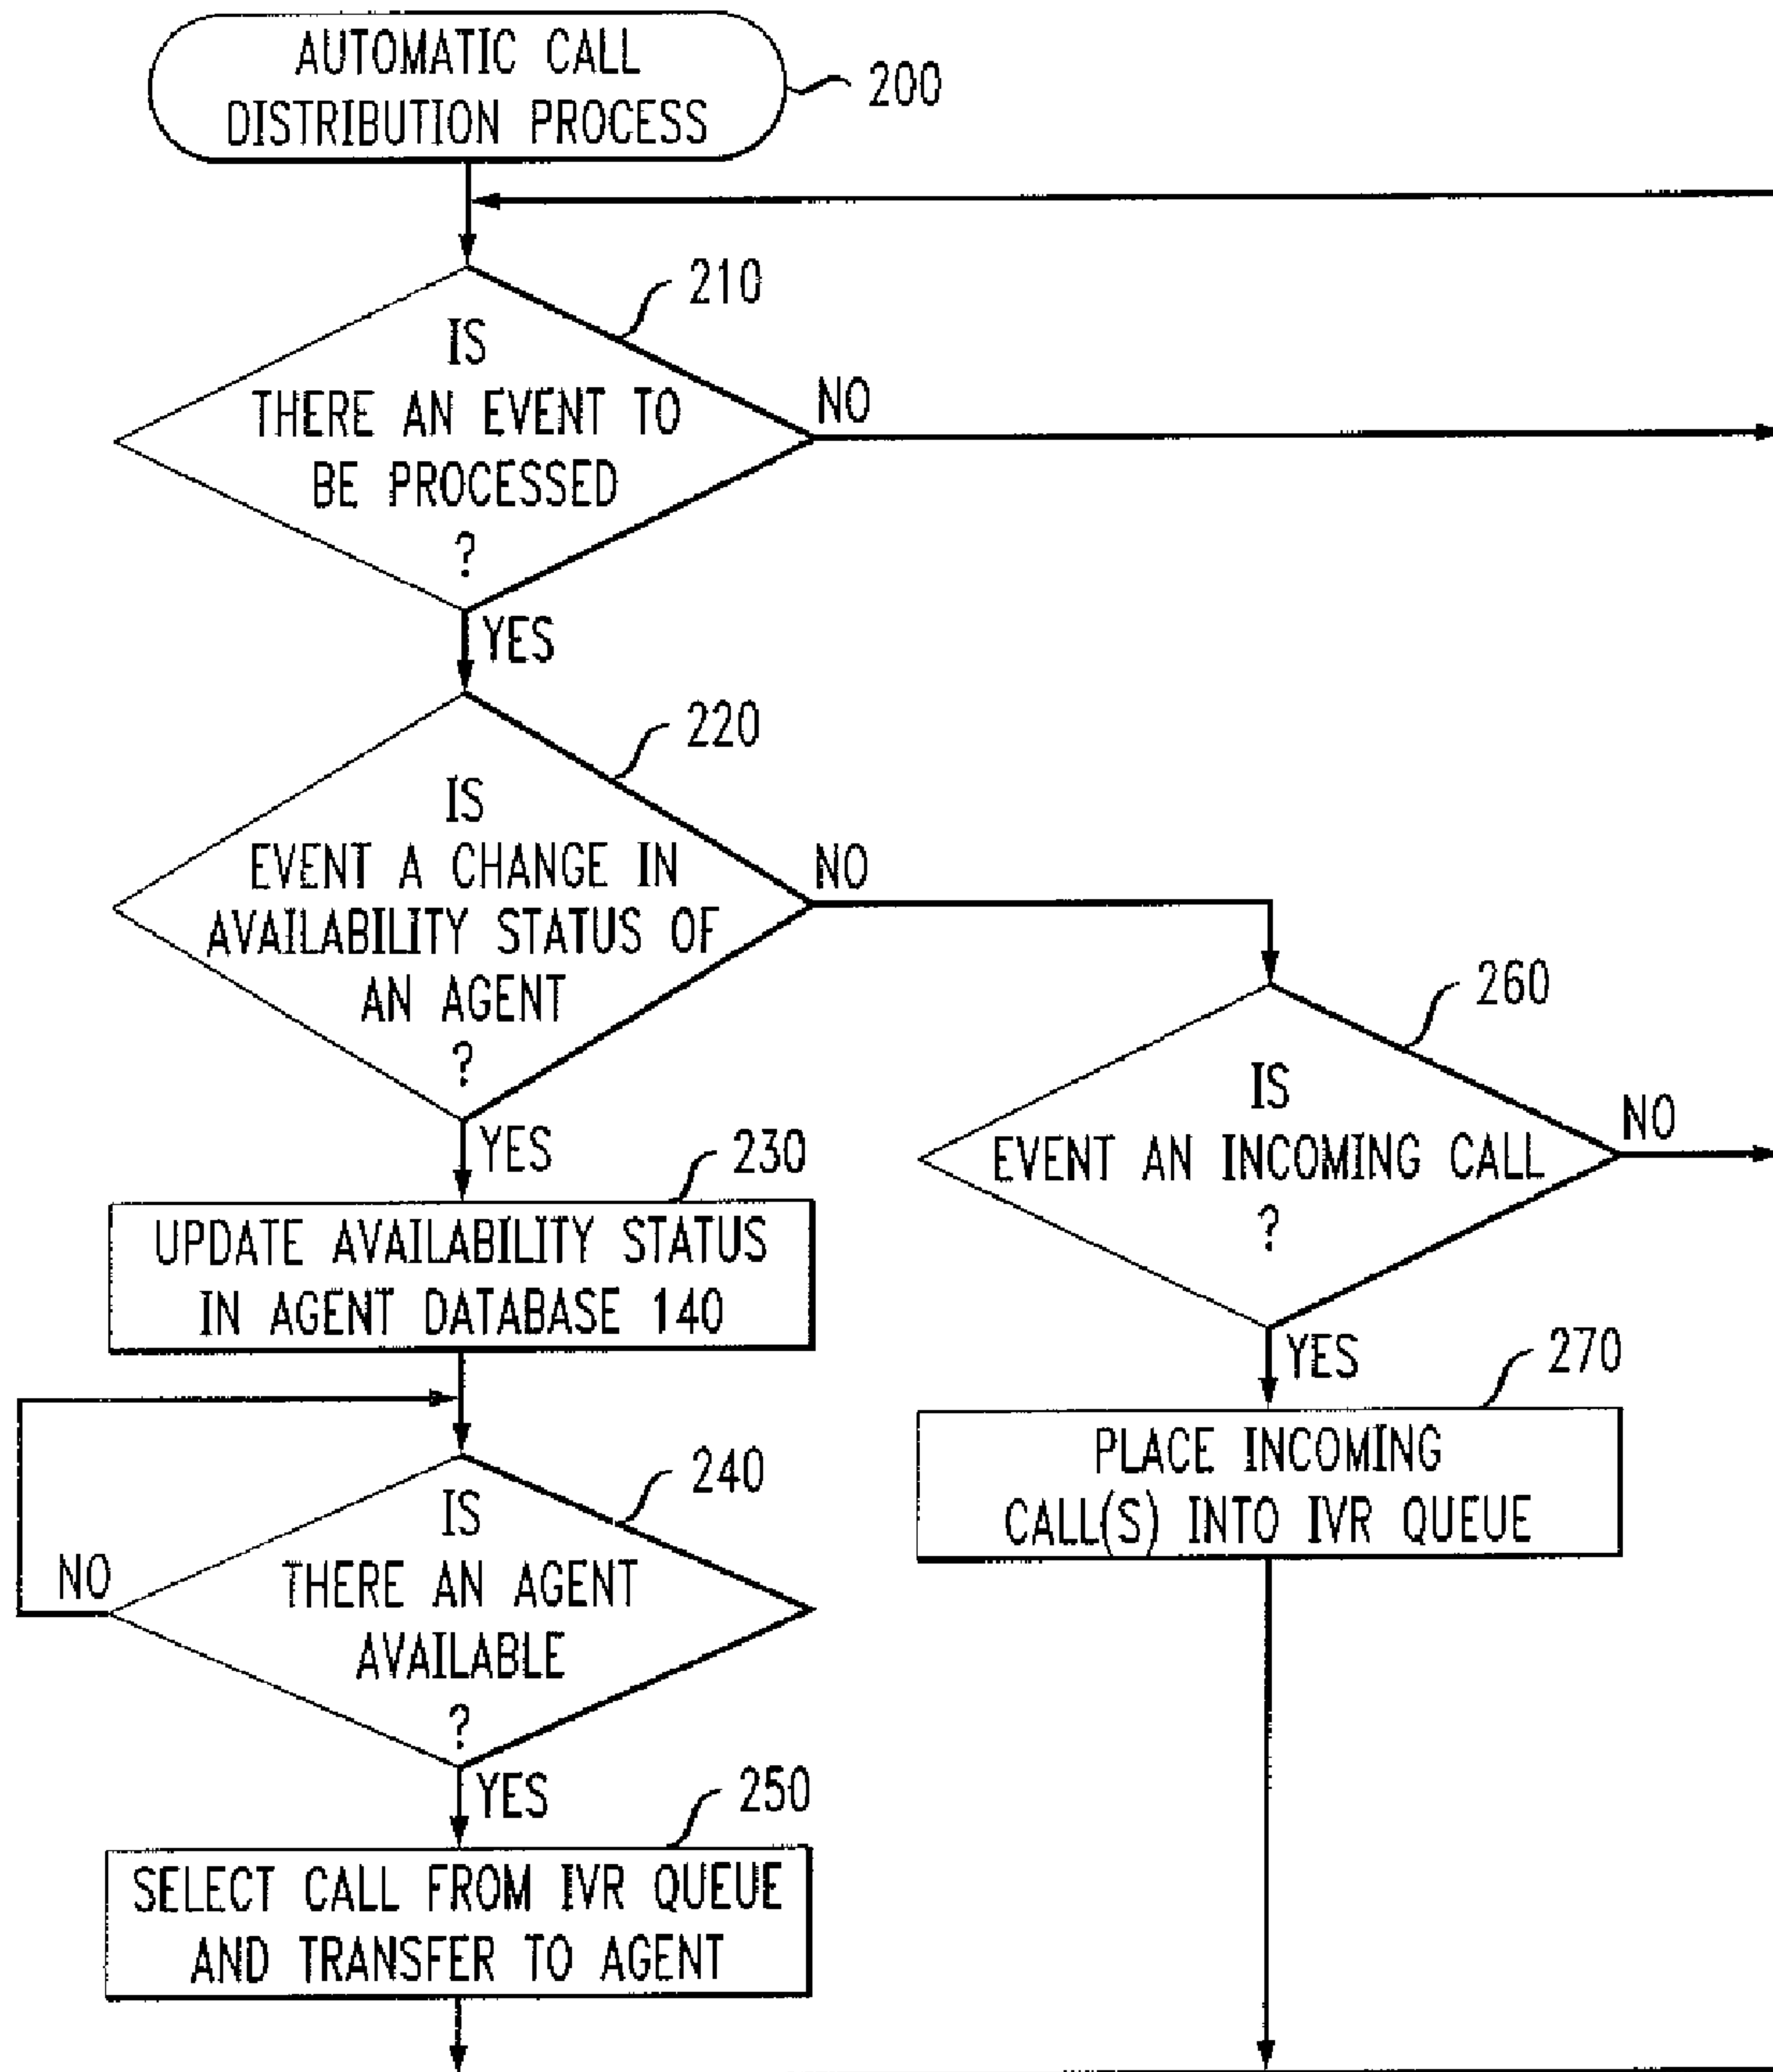 AUTOMATIC CALL
DISTRIBUTION PROCESS
200
210
IS
THERE AN EVENT TO
BE PROCESSED
?
NO
YES
220
IS
EVENT A CHANGE IN
AVAILABILITY STATUS OF
AN AGENT
?
NO
YES
260
IS
EVENT AN INCOMING CALL
?
NO
YES
230
UPDATE AVAILABILITY STATUS
IN AGENT DATABASE 140
270
PLACE INCOMING
CALL(S) INTO IVR QUEUE
240
IS
THERE AN AGENT
AVAILABLE
?
NO
YES
250
SELECT CALL FROM IVR QUEUE
AND TRANSFER TO AGENT